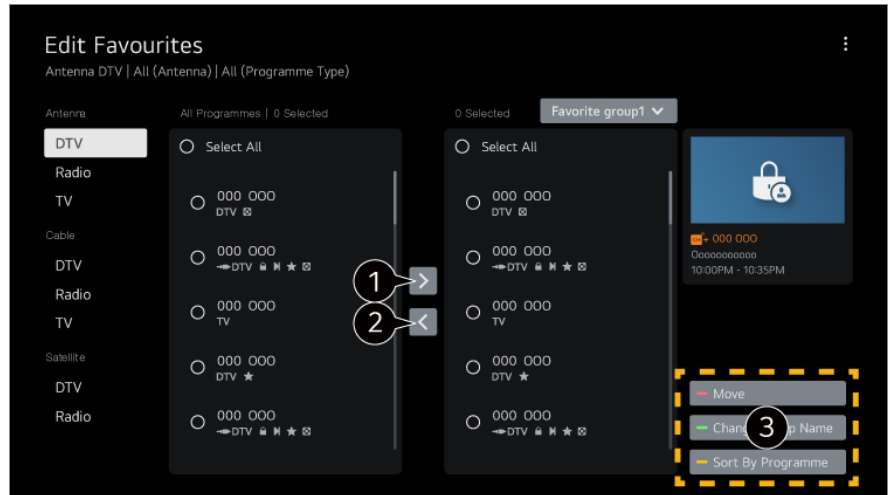 Edit Favourites
Antenna DTV | All (Antenna) | All (Programme Type)
Antenna
DTV
Radio
TV
Cable
DTV
Radio
TV
Satellite
DTV
Radio
All Programmes | 0 Selected
Select All
000 000
DTV
000 000
DTV
000 000
TV
000 000
DTV
000 000
DTV
1
2
0 Selected
Favorite group1
Select All
000 000
DTV
000 000
DTV
000 000
TV
000 000
DTV
000 000
DTV
+ 000 000
Ooooooooooo
10:00PM - 10:35PM
Move
3
Name
Sort By Programme